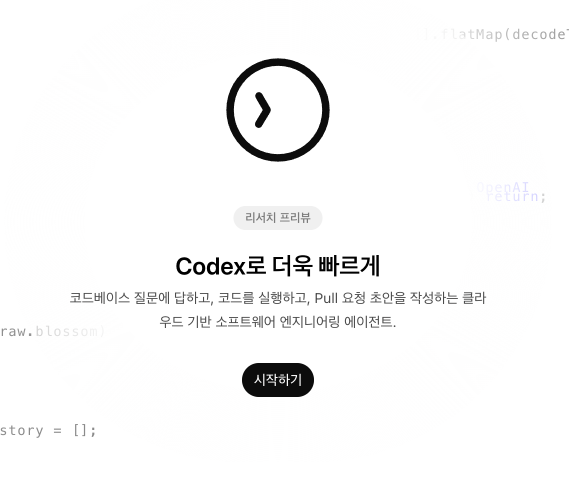 .flatMap(decode
OpenAI
return;
리서치 프리뷰
Codex로 더욱 빠르게
코드베이스 질문에 답하고, 코드를 실행하고, Pull 요청 초안을 작성하는 클라
우드 기반 소프트웨어 엔지니어링 에이전트.
raw.blossom)
시작하기
story = [];